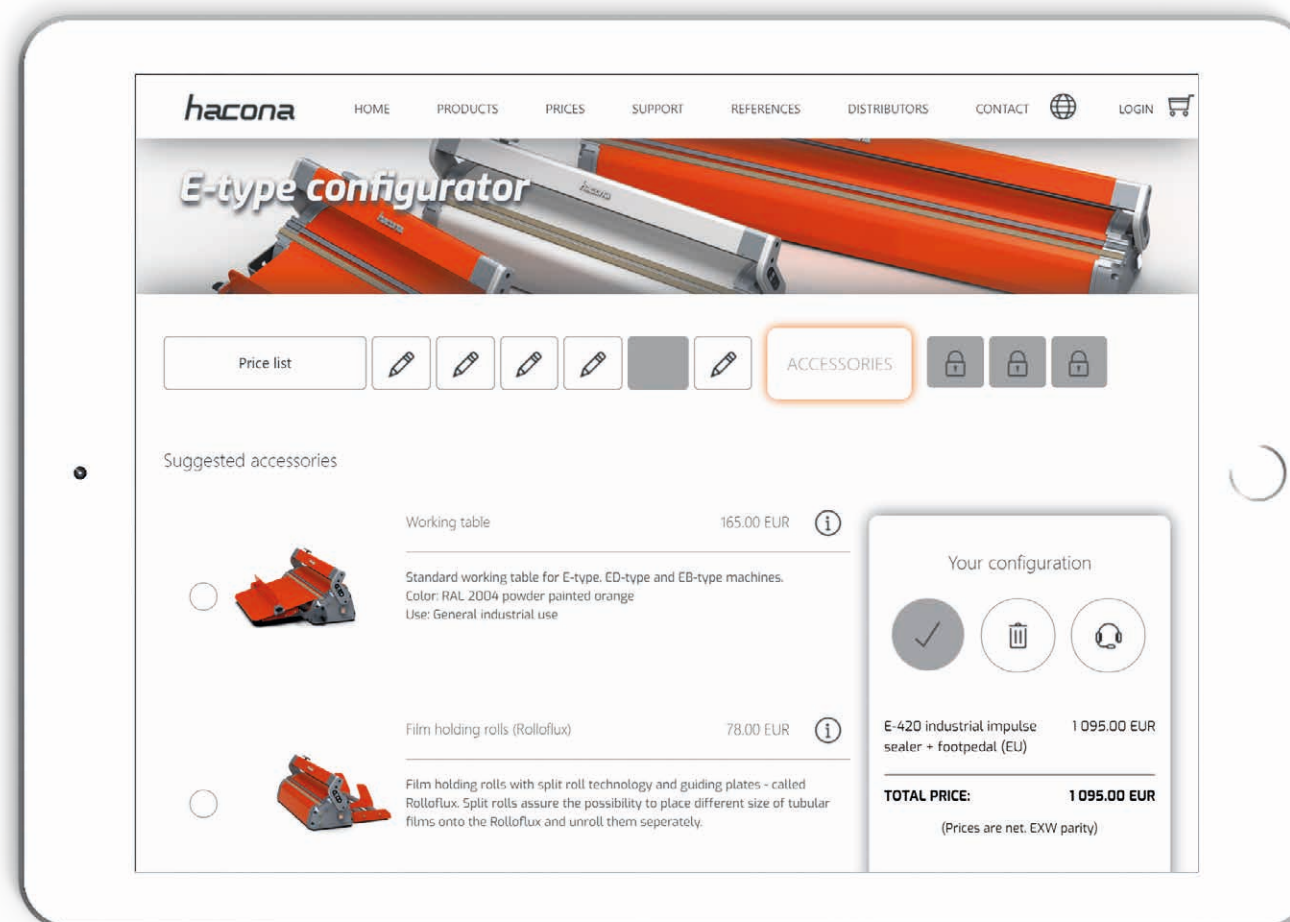 hacona
HOME PRODUCTS PRICES SUPPORT REFERENCES DISTRIBUTORS CONTACT LOGIN
E-type configurator
hacona
hacona
Price list
ACCESSORIES
Suggested accessories
Working table 165.00 EUR
Standard working table for E-type. ED-type and EB-type machines.
Color: RAL 2004 powder painted orange
Use: General industrial use
Film holding rolls (Rolloflux) 78.00 EUR
Film holding rolls with split roll technology and guiding plates - called
Rolloflux. Split rolls assure the possibility to place different size of tubular
films onto the Rolloflux and unroll them seperately.
Your configuration
E-420 industrial impulse 1 095.00 EUR
sealer + footpedal (EU)
TOTAL PRICE: 1 095.00 EUR
(Prices are net. EXW parity)